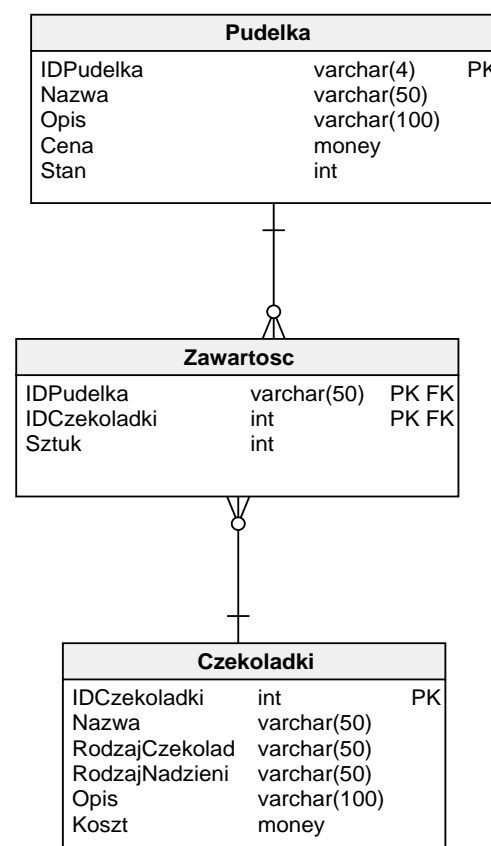 Pudelka
IDPudelka varchar(4) PK
Nazwa varchar(50)
Opis varchar(100)
Cena money
Stan int
Zawartosc
IDPudelka varchar(50) PK FK
IDCzekoladki int PK FK
Sztuk int
Czekoladki
IDCzekoladki int PK
Nazwa varchar(50)
RodzajCzekolad varchar(50)
RodzajNadzieni varchar(50)
Opis varchar(100)
Koszt money